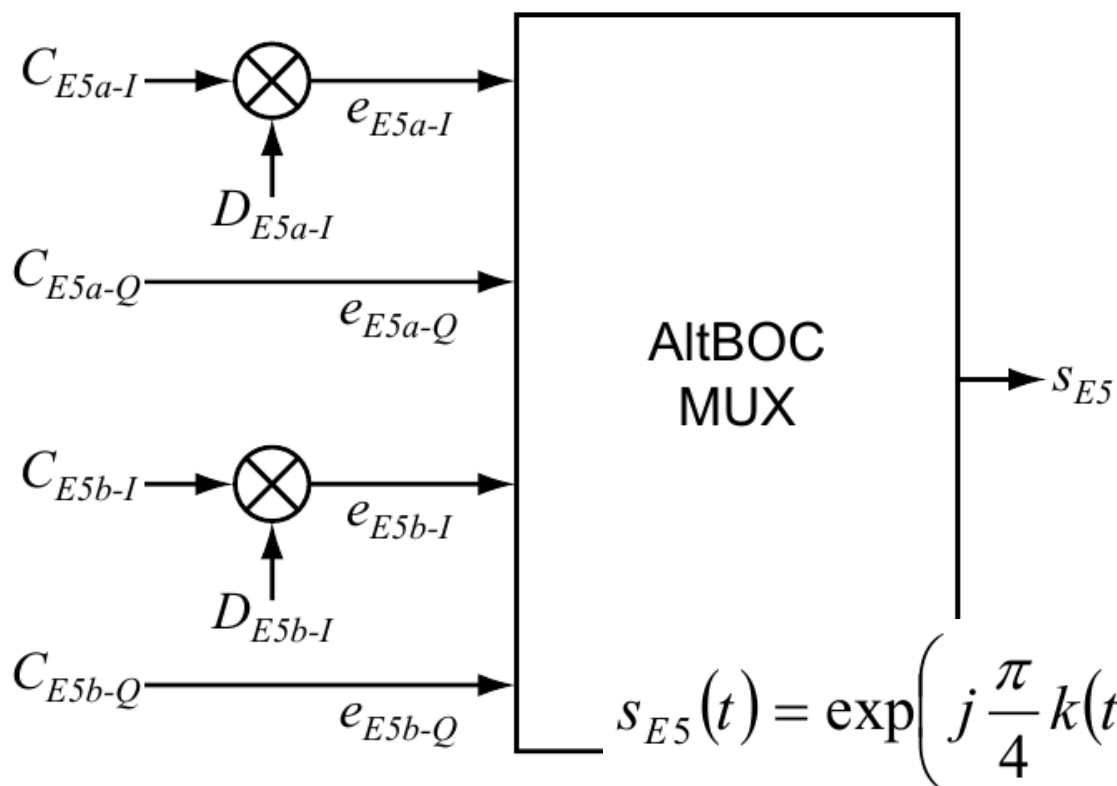 C_{E5a-I}
e_{E5a-I}
D_{E5a-I}
C_{E5a-Q}
e_{E5a-Q}
AltBOC
MUX
s_{E5}
C_{E5b-I}
e_{E5b-I}
D_{E5b-I}
C_{E5b-Q}
e_{E5b-Q}
s_{E5}(t) = exp(j π/4 k(t